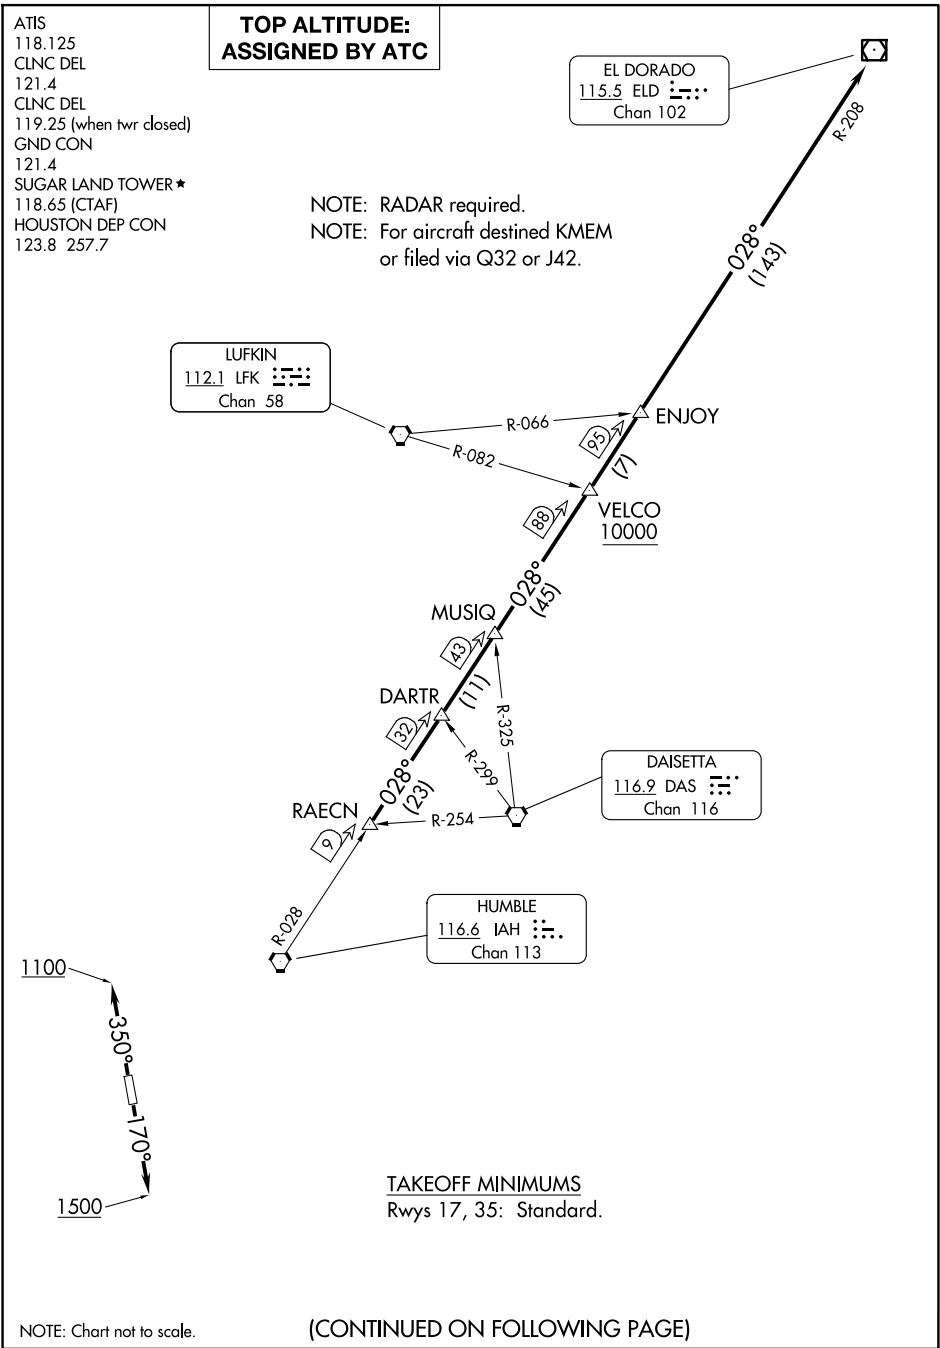 ATIS
118.125
CLNC DEL
121.4
CLNC DEL
119.25 (when twr closed)
GND CON
121.4
SUGAR LAND TOWER★
118.65 (CTAF)
HOUSTON DEP CON
123.8 257.7
TOP ALTITUDE:
ASSIGNED BY ATC
EL DORADO
115.5 ELD
Chan 102
R-208
NOTE: RADAR required.
NOTE: For aircraft destined KMEM
or filed via Q32 or J42.
028°
(143)
LUFKIN
112.1 LFK
Chan 58
R-066
ENJOY
95
(7)
R-082
88
VELCO
10000
028°
(45)
MUSIQ
43
(11)
DARTR
32
R-325
R-299
028°
(23)
DAISETTA
116.9 DAS
Chan 116
RAECN
9
R-254
R-028
HUMBLE
116.6 IAH
Chan 113
1100
350°
170°
1500
TAKEOFF MINIMUMS
Rwys 17, 35: Standard.
NOTE: Chart not to scale.
(CONTINUED ON FOLLOWING PAGE)